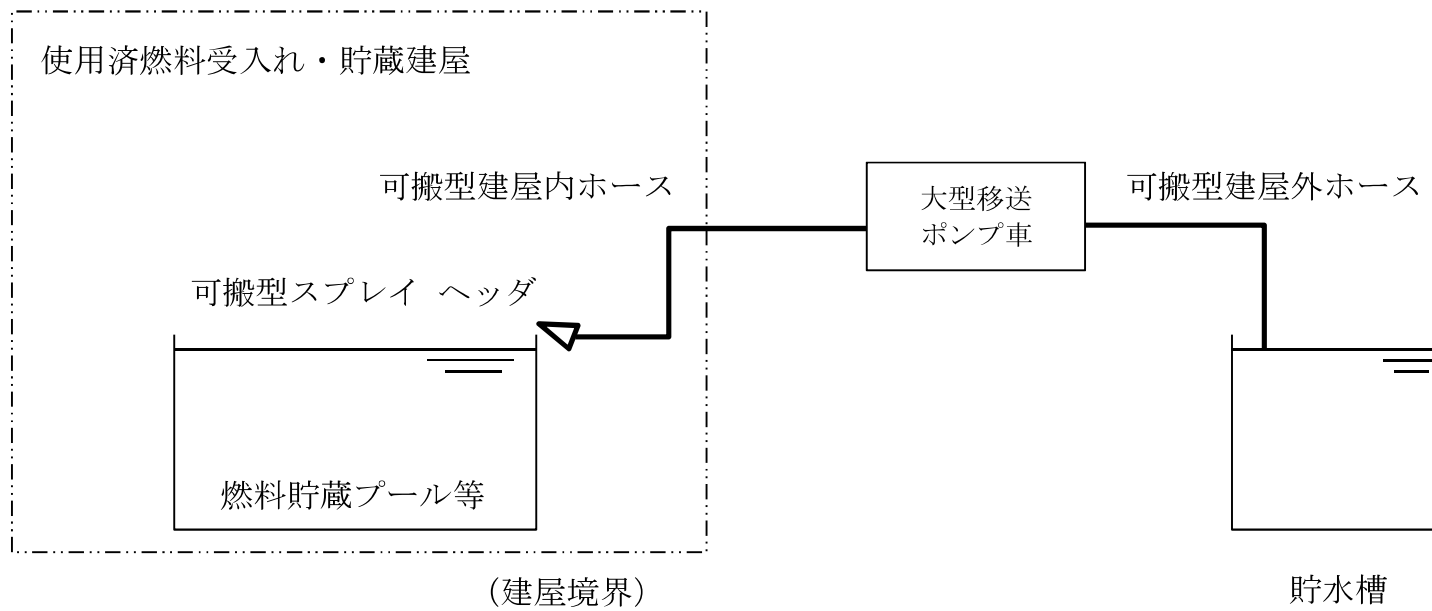 使用済燃料受入れ・貯蔵建屋
可搬型建屋内ホース
大型移送
ポンプ車
可搬型建屋外ホース
可搬型スプレイ ヘッダ
燃料貯蔵プール等
(建屋境界)
貯水槽